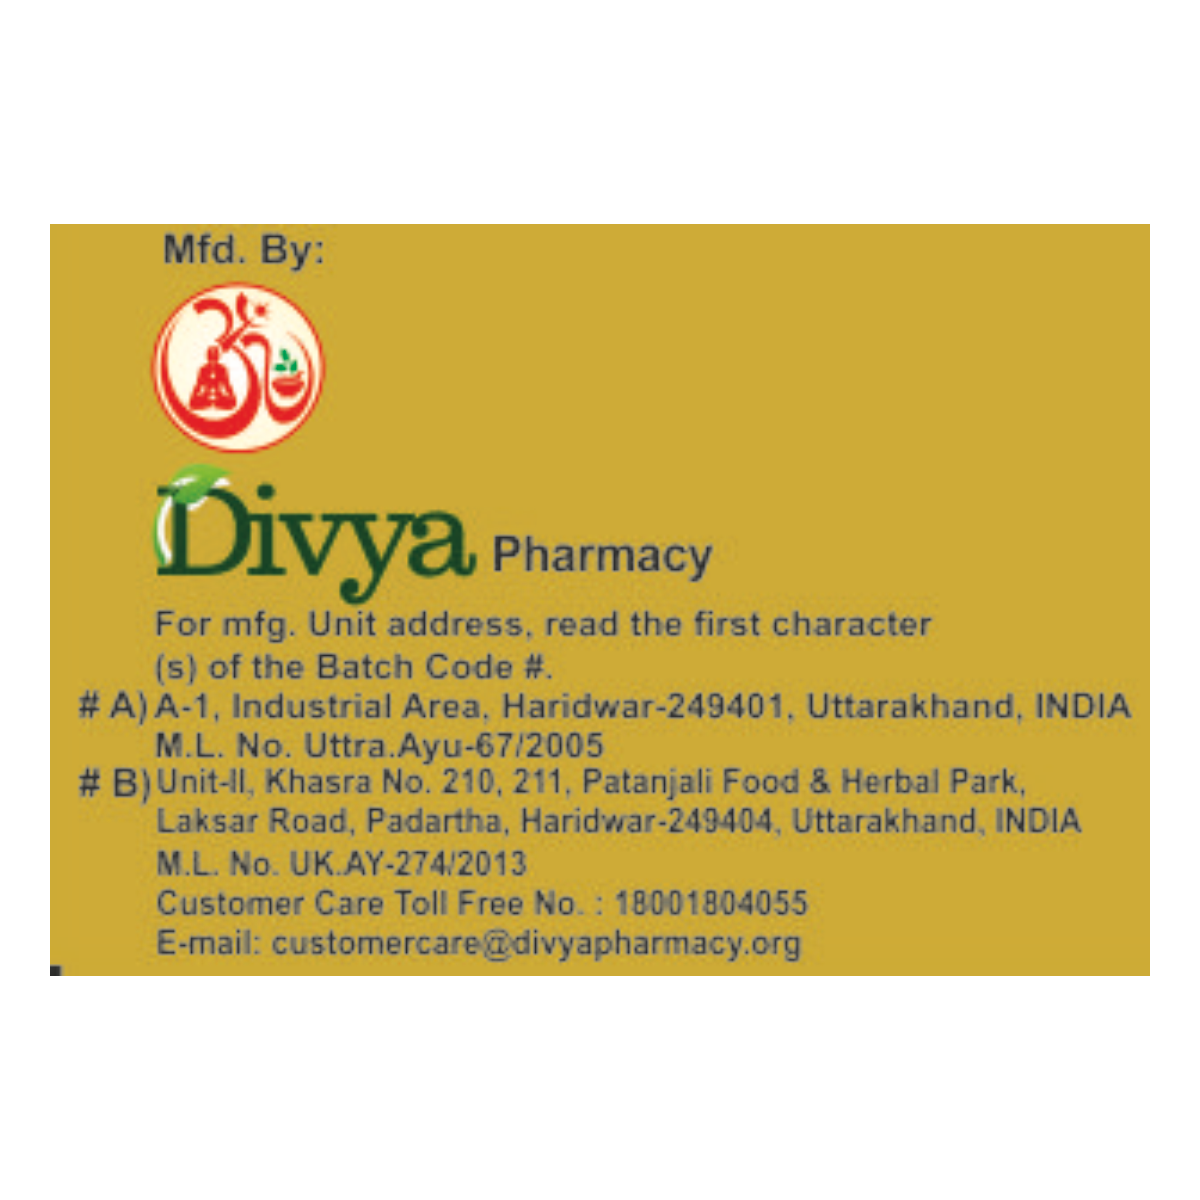 Mfd. By:
Divya Pharmacy
For mfg. Unit address, read the first character
(s) of the Batch Code #.
# A) A-1, Industrial Area, Haridwar-249401, Uttarakhand, INDIA
M.L. No. Uttra.Ayu-67/2005
# B) Unit-II, Khasra No. 210, 211, Patanjali Food & Herbal Park,
Laksar Road, Padartha, Haridwar-249404, Uttarakhand, INDIA
M.L. No. UK.AY-274/2013
Customer Care Toll Free No. : 18001804055
E-mail: customercare@divyapharmacy.org